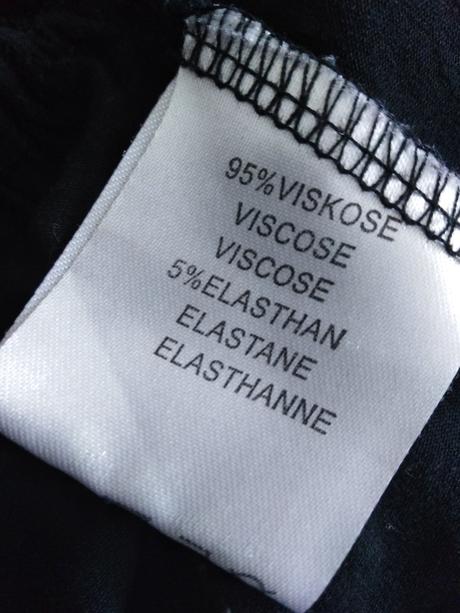 95%VISKOSE
VISCOSE
VISCOSE
5%ELASTHAN
ELASTANE
ELASTHANNE